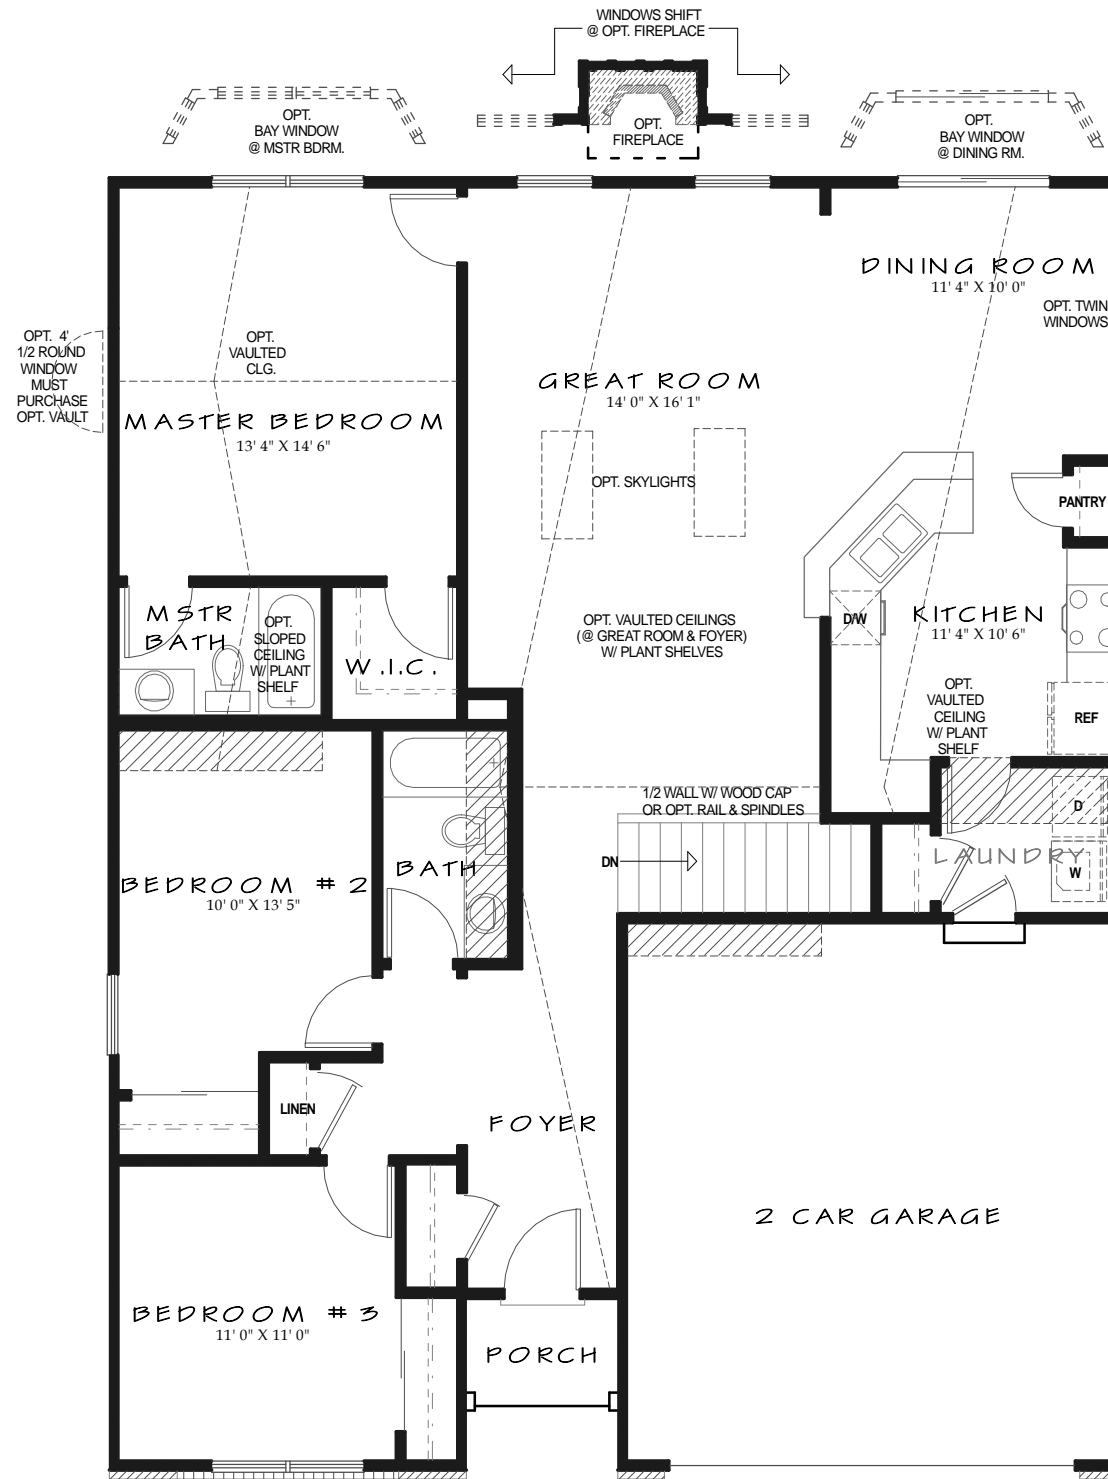 WINDOWS SHIFT
@ OPT. FIREPLACE
OPT.
BAY WINDOW
@ MSTR BDRM.
OPT.
FIREPLACE
OPT.
BAY WINDOW
@ DINING RM.
DINING ROOM
11' 4" X 10' 0"
OPT. TWIN
WINDOWS
OPT. 4'
1/2 ROUND
WINDOW
MUST
PURCHASE
OPT. VAULT
OPT.
VAULTED
CLG.
MASTER BEDROOM
13' 4" X 14' 6"
GREAT ROOM
14' 0" X 16' 1"
OPT. SKYLIGHTS
PANTRY
MSTR
BATH
OPT.
SLOPED
CEILING
W/ PLANT
SHELF
W.I.C.
OPT. VAULTED CEILINGS
(@ GREAT ROOM & FOYER)
W/ PLANT SHELVES
D/W
KITCHEN
11' 4" X 10' 6"
OPT.
VAULTED
CEILING
W/ PLANT
SHELF
REF
1/2 WALL W/ WOOD CAP
OR OPT. RAIL & SPINDLES
DN
D
LAUNDRY
W
BATH
BEDROOM # 2
10' 0" X 13' 5"
LINEN
FOYER
2 CAR GARAGE
BEDROOM # 3
11' 0" X 11' 0"
PORCH